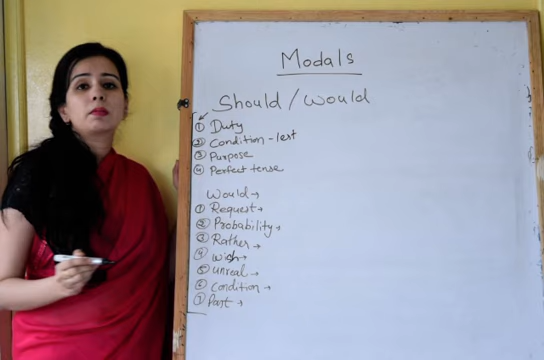 Modals
Should / would
① Duty
② Condition - lest
③ Purpose
④ Perfect tense
Would →
① Request →
② Probability →
③ Rather →
④ Wish →
⑤ unreal →
⑥ Condition →
⑦ Past →